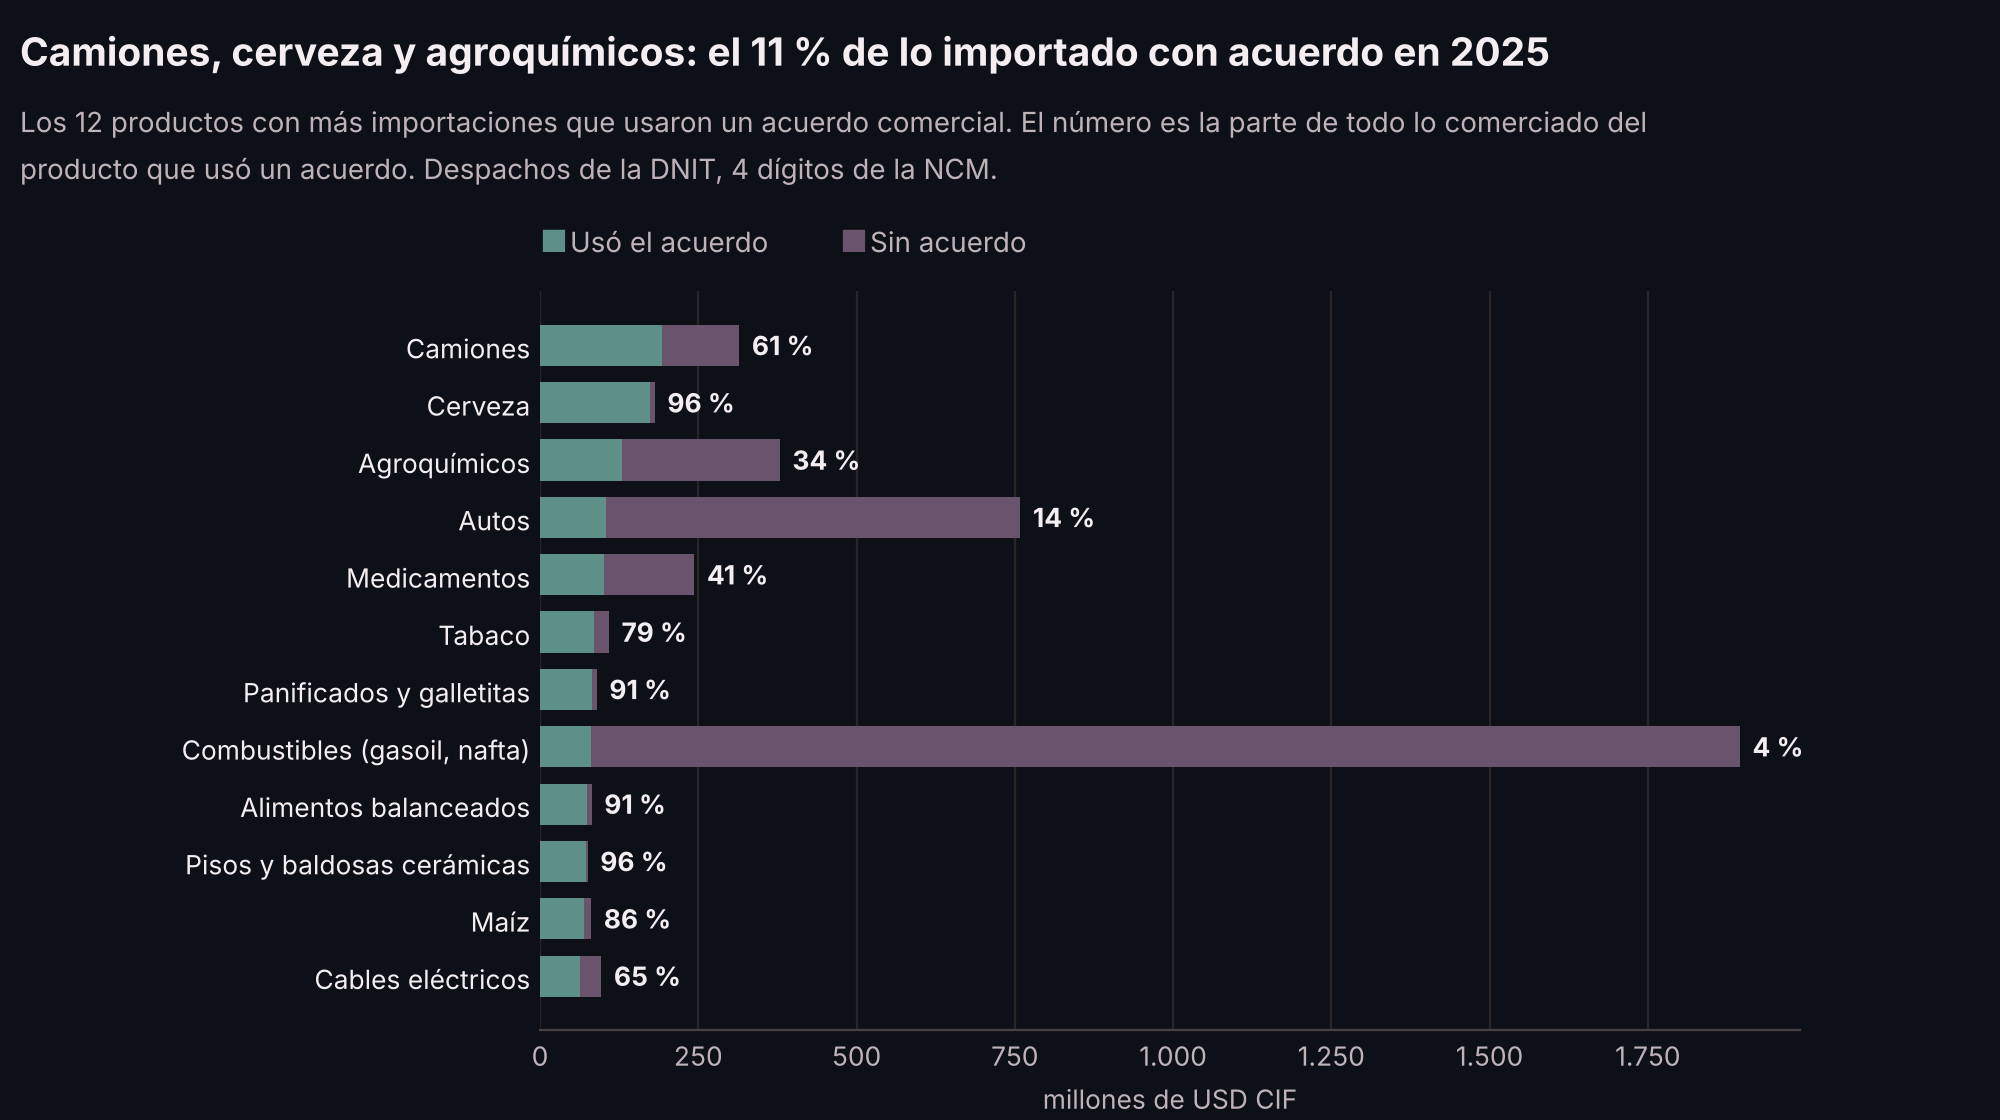 Camiones, cerveza y agroquímicos: el 11 % de lo importado con acuerdo en 2025
Los 12 productos con más importaciones que usaron un acuerdo comercial. El número es la parte de todo lo comerciado del
producto que usó un acuerdo. Despachos de la DNIT, 4 dígitos de la NCM.
Usó el acuerdo
Sin acuerdo
Camiones 61 %
Cerveza 96 %
Agroquímicos 34 %
Autos 14 %
Medicamentos 41 %
Tabaco 79 %
Panificados y galletitas 91 %
Combustibles (gasoil, nafta) 4 %
Alimentos balanceados 91 %
Pisos y baldosas cerámicas 96 %
Maíz 86 %
Cables eléctricos 65 %
0 250 500 750 1.000 1.250 1.500 1.750
millones de USD CIF